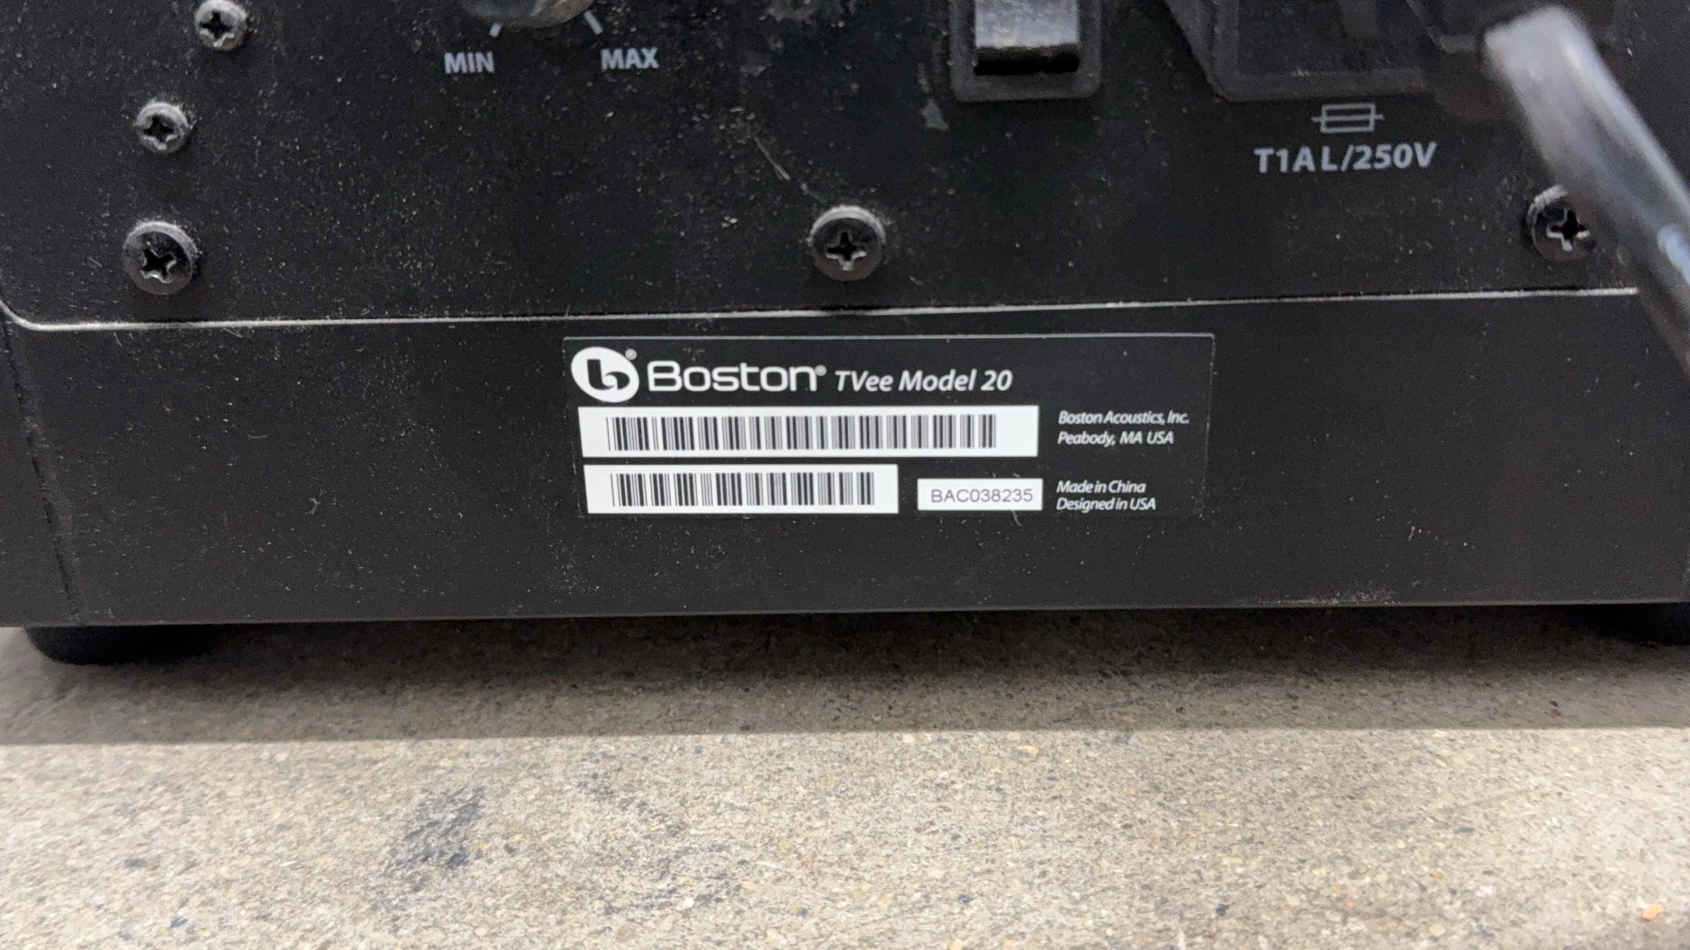 MIN MAX
T1AL/250V
b® Boston® TVee Model 20
Boston Acoustics, Inc.
Peabody, MA USA
BAC038235
Made in China
Designed in USA